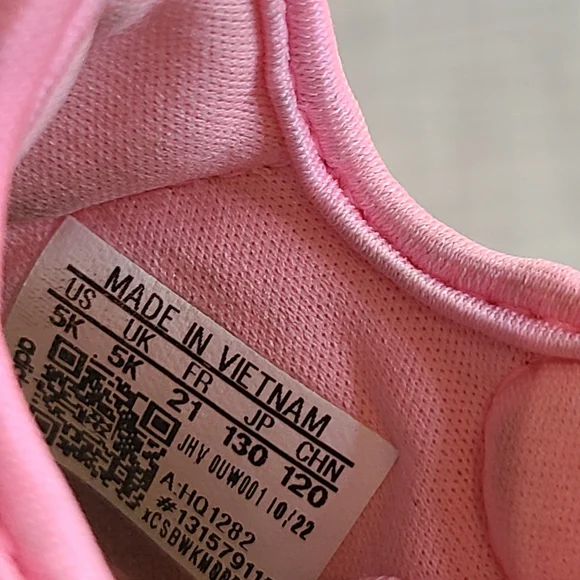 MADE IN VIETNAM
US UK FR JP CHN
5K 5K 21 130 120
JHV 0UW001 10/22
A:HQ1282